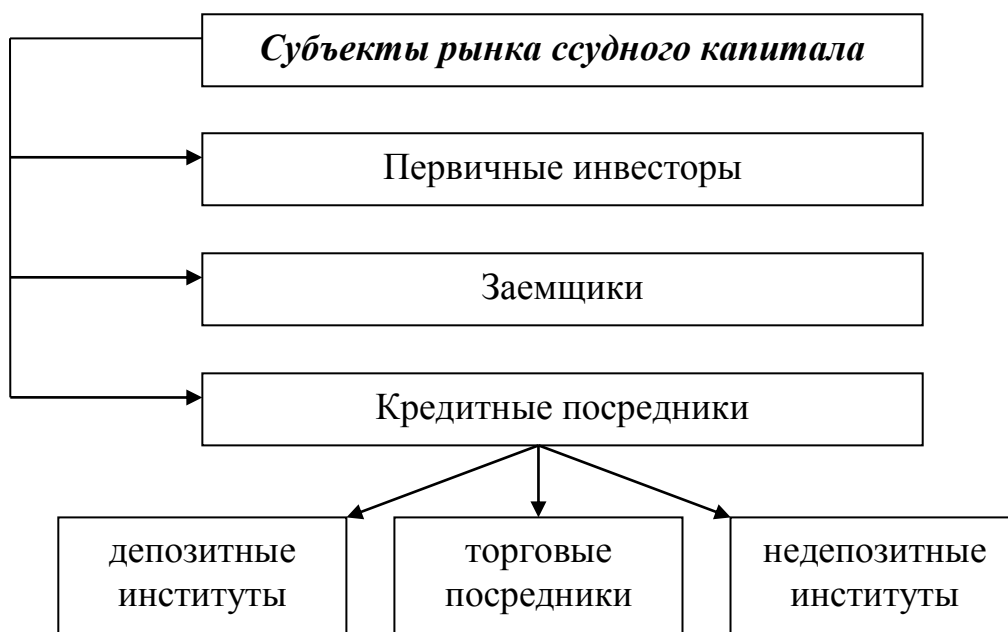 Субъекты рынка ссудного капитала
Первичные инвесторы
Заемщики
Кредитные посредники
депозитные
институты
торговые
посредники
недепозитные
институты